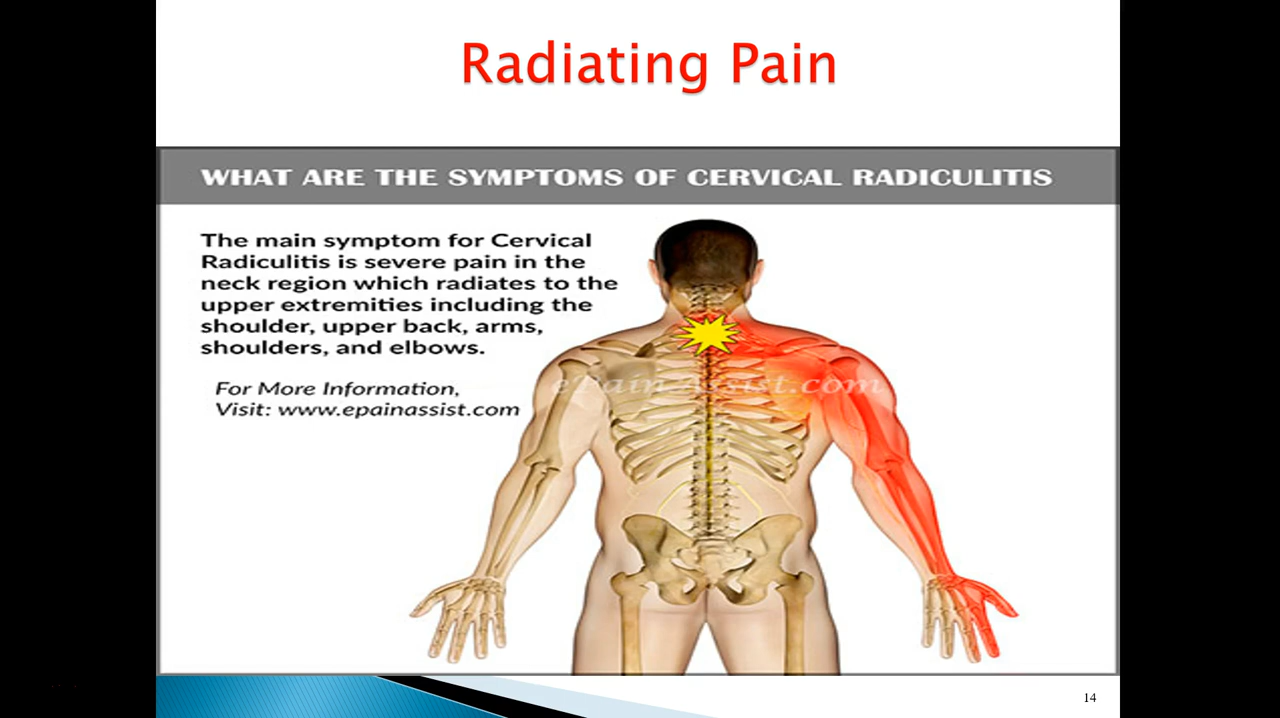 Radiating Pain
WHAT ARE THE SYMPTOMS OF CERVICAL RADICULITIS
The main symptom for Cervical
Radiculitis is severe pain in the
neck region which radiates to the
upper extremities including the
shoulder, upper back, arms,
shoulders, and elbows.
For More Information,
Visit: www.epainassist.com
ePainAssist.com
14